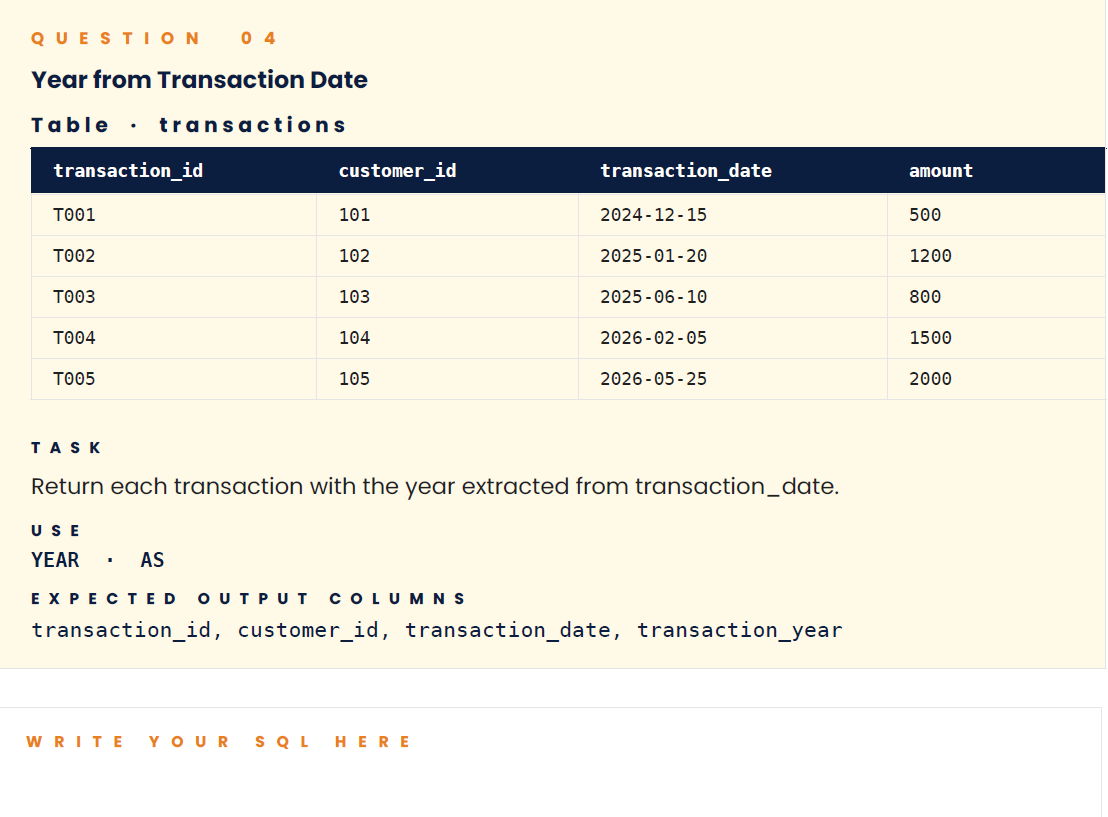 QUESTION 04
Year from Transaction Date
Table · transactions
transaction_id customer_id transaction_date amount
T001 101 2024-12-15 500
T002 102 2025-01-20 1200
T003 103 2025-06-10 800
T004 104 2026-02-05 1500
T005 105 2026-05-25 2000
TASK
Return each transaction with the year extracted from transaction_date.
USE
YEAR · AS
EXPECTED OUTPUT COLUMNS
transaction_id, customer_id, transaction_date, transaction_year
WRITE YOUR SQL HERE